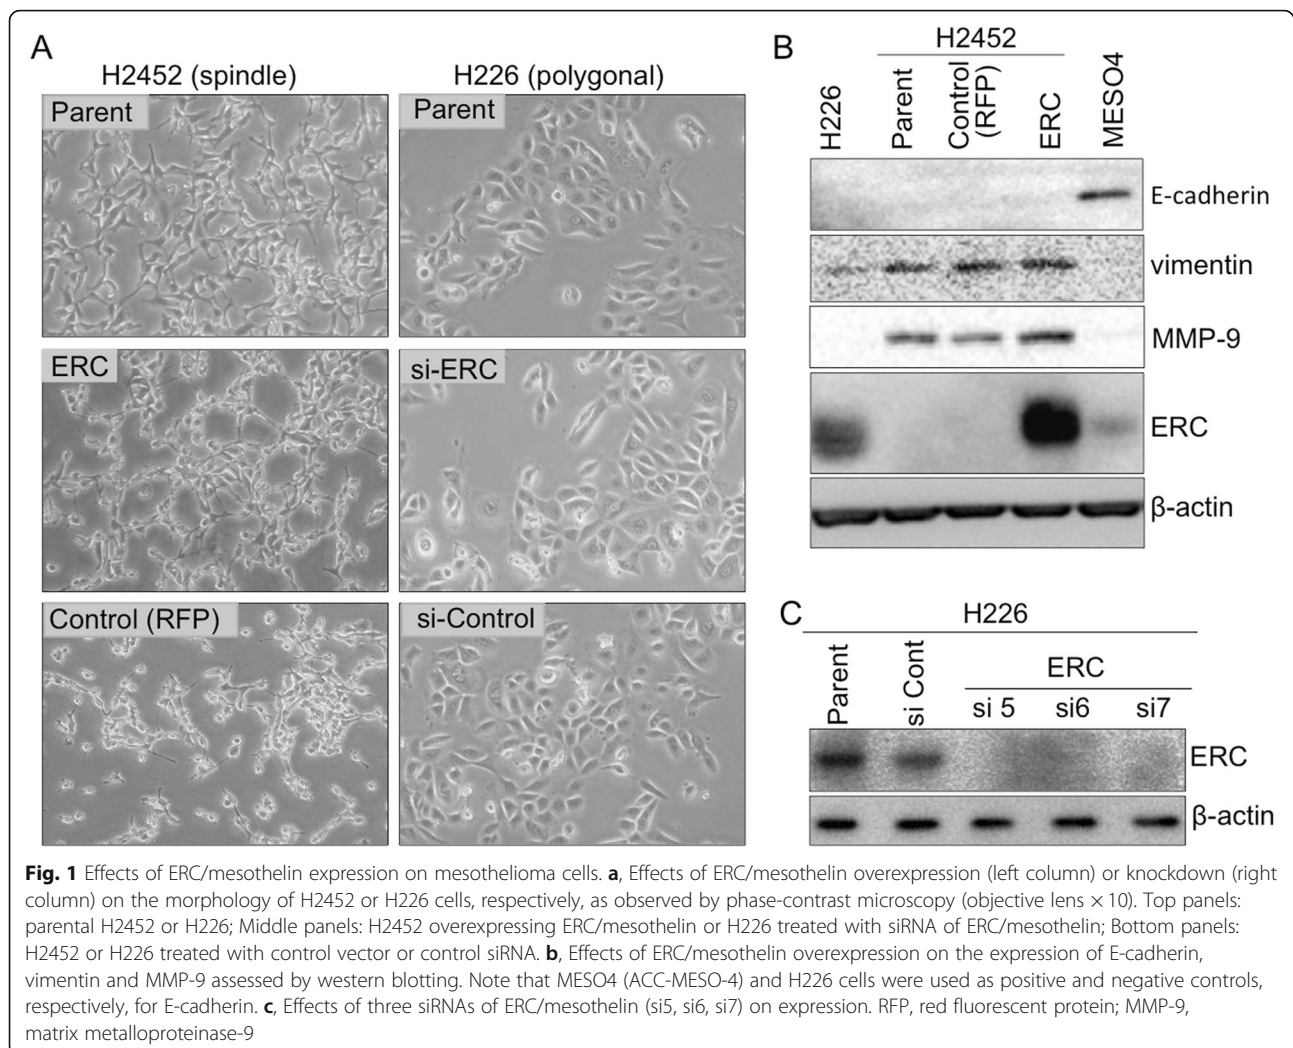 A
H2452 (spindle)
H226 (polygonal)
Parent
Parent
ERC
si-ERC
Control (RFP)
si-Control
B
H2452
H226
Parent
Control
(RFP)
ERC
MESO4
E-cadherin
vimentin
MMP-9
ERC
β-actin
C
H226
Parent
si Cont
ERC
si 5
si6
si7
ERC
β-actin
Fig. 1 Effects of ERC/mesothelin expression on mesothelioma cells. a, Effects of ERC/mesothelin overexpression (left column) or knockdown (right
column) on the morphology of H2452 or H226 cells, respectively, as observed by phase-contrast microscopy (objective lens × 10). Top panels:
parental H2452 or H226; Middle panels: H2452 overexpressing ERC/mesothelin or H226 treated with siRNA of ERC/mesothelin; Bottom panels:
H2452 or H226 treated with control vector or control siRNA. b, Effects of ERC/mesothelin overexpression on the expression of E-cadherin,
vimentin and MMP-9 assessed by western blotting. Note that MESO4 (ACC-MESO-4) and H226 cells were used as positive and negative controls,
respectively, for E-cadherin. c, Effects of three siRNAs of ERC/mesothelin (si5, si6, si7) on expression. RFP, red fluorescent protein; MMP-9,
matrix metalloproteinase-9